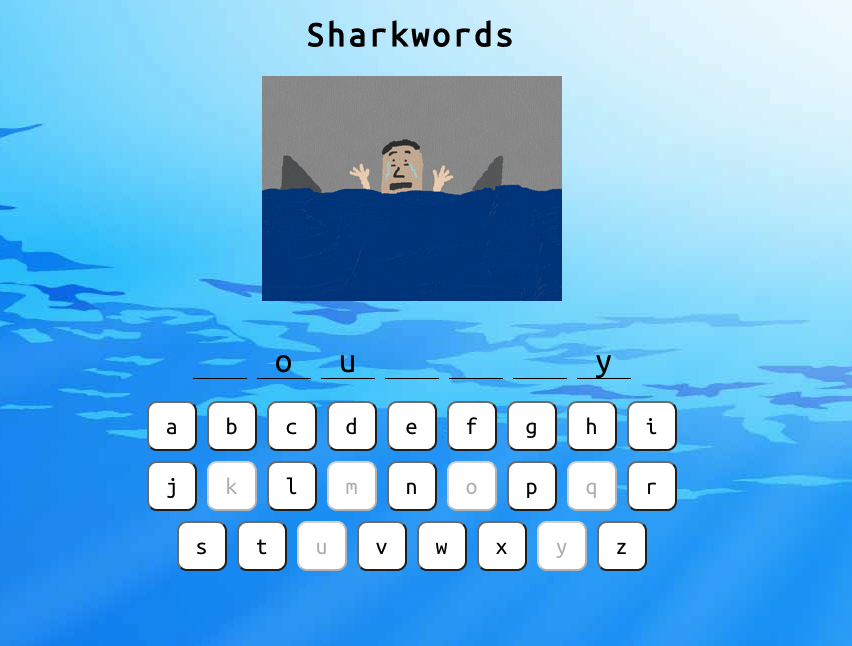 Sharkwords
o u y
a b c d e f g h i
j k l m n o p q r
s t u v w x y z